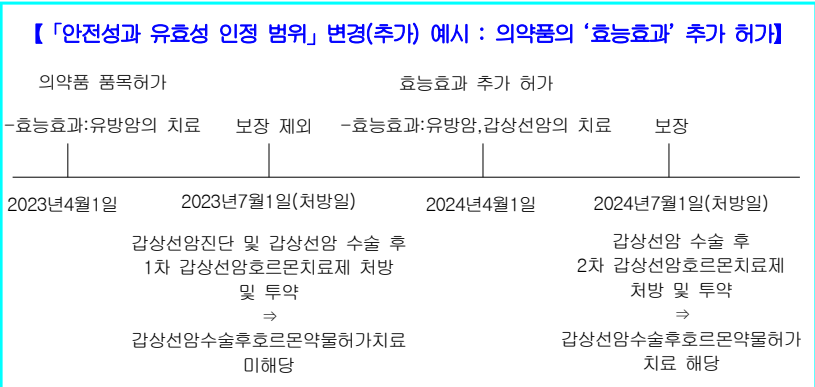 【「안전성과 유효성 인정 범위」 변경(추가) 예시 : 의약품의 ‘효능효과’ 추가 허가】
의약품 품목허가
효능효과 추가 허가
-효능효과:유방암의 치료
보장 제외
-효능효과:유방암,갑상선암의 치료
보장
2023년4월1일
2023년7월1일(처방일)
2024년4월1일
2024년7월1일(처방일)
갑상선암진단 및 갑상선암 수술 후
1차 갑상선암호르몬치료제 처방
및 투약
⇒
갑상선암수술후호르몬약물허가치료
미해당
갑상선암 수술 후
2차 갑상선암호르몬치료제
처방 및 투약
⇒
갑상선암수술후호르몬약물허가
치료 해당